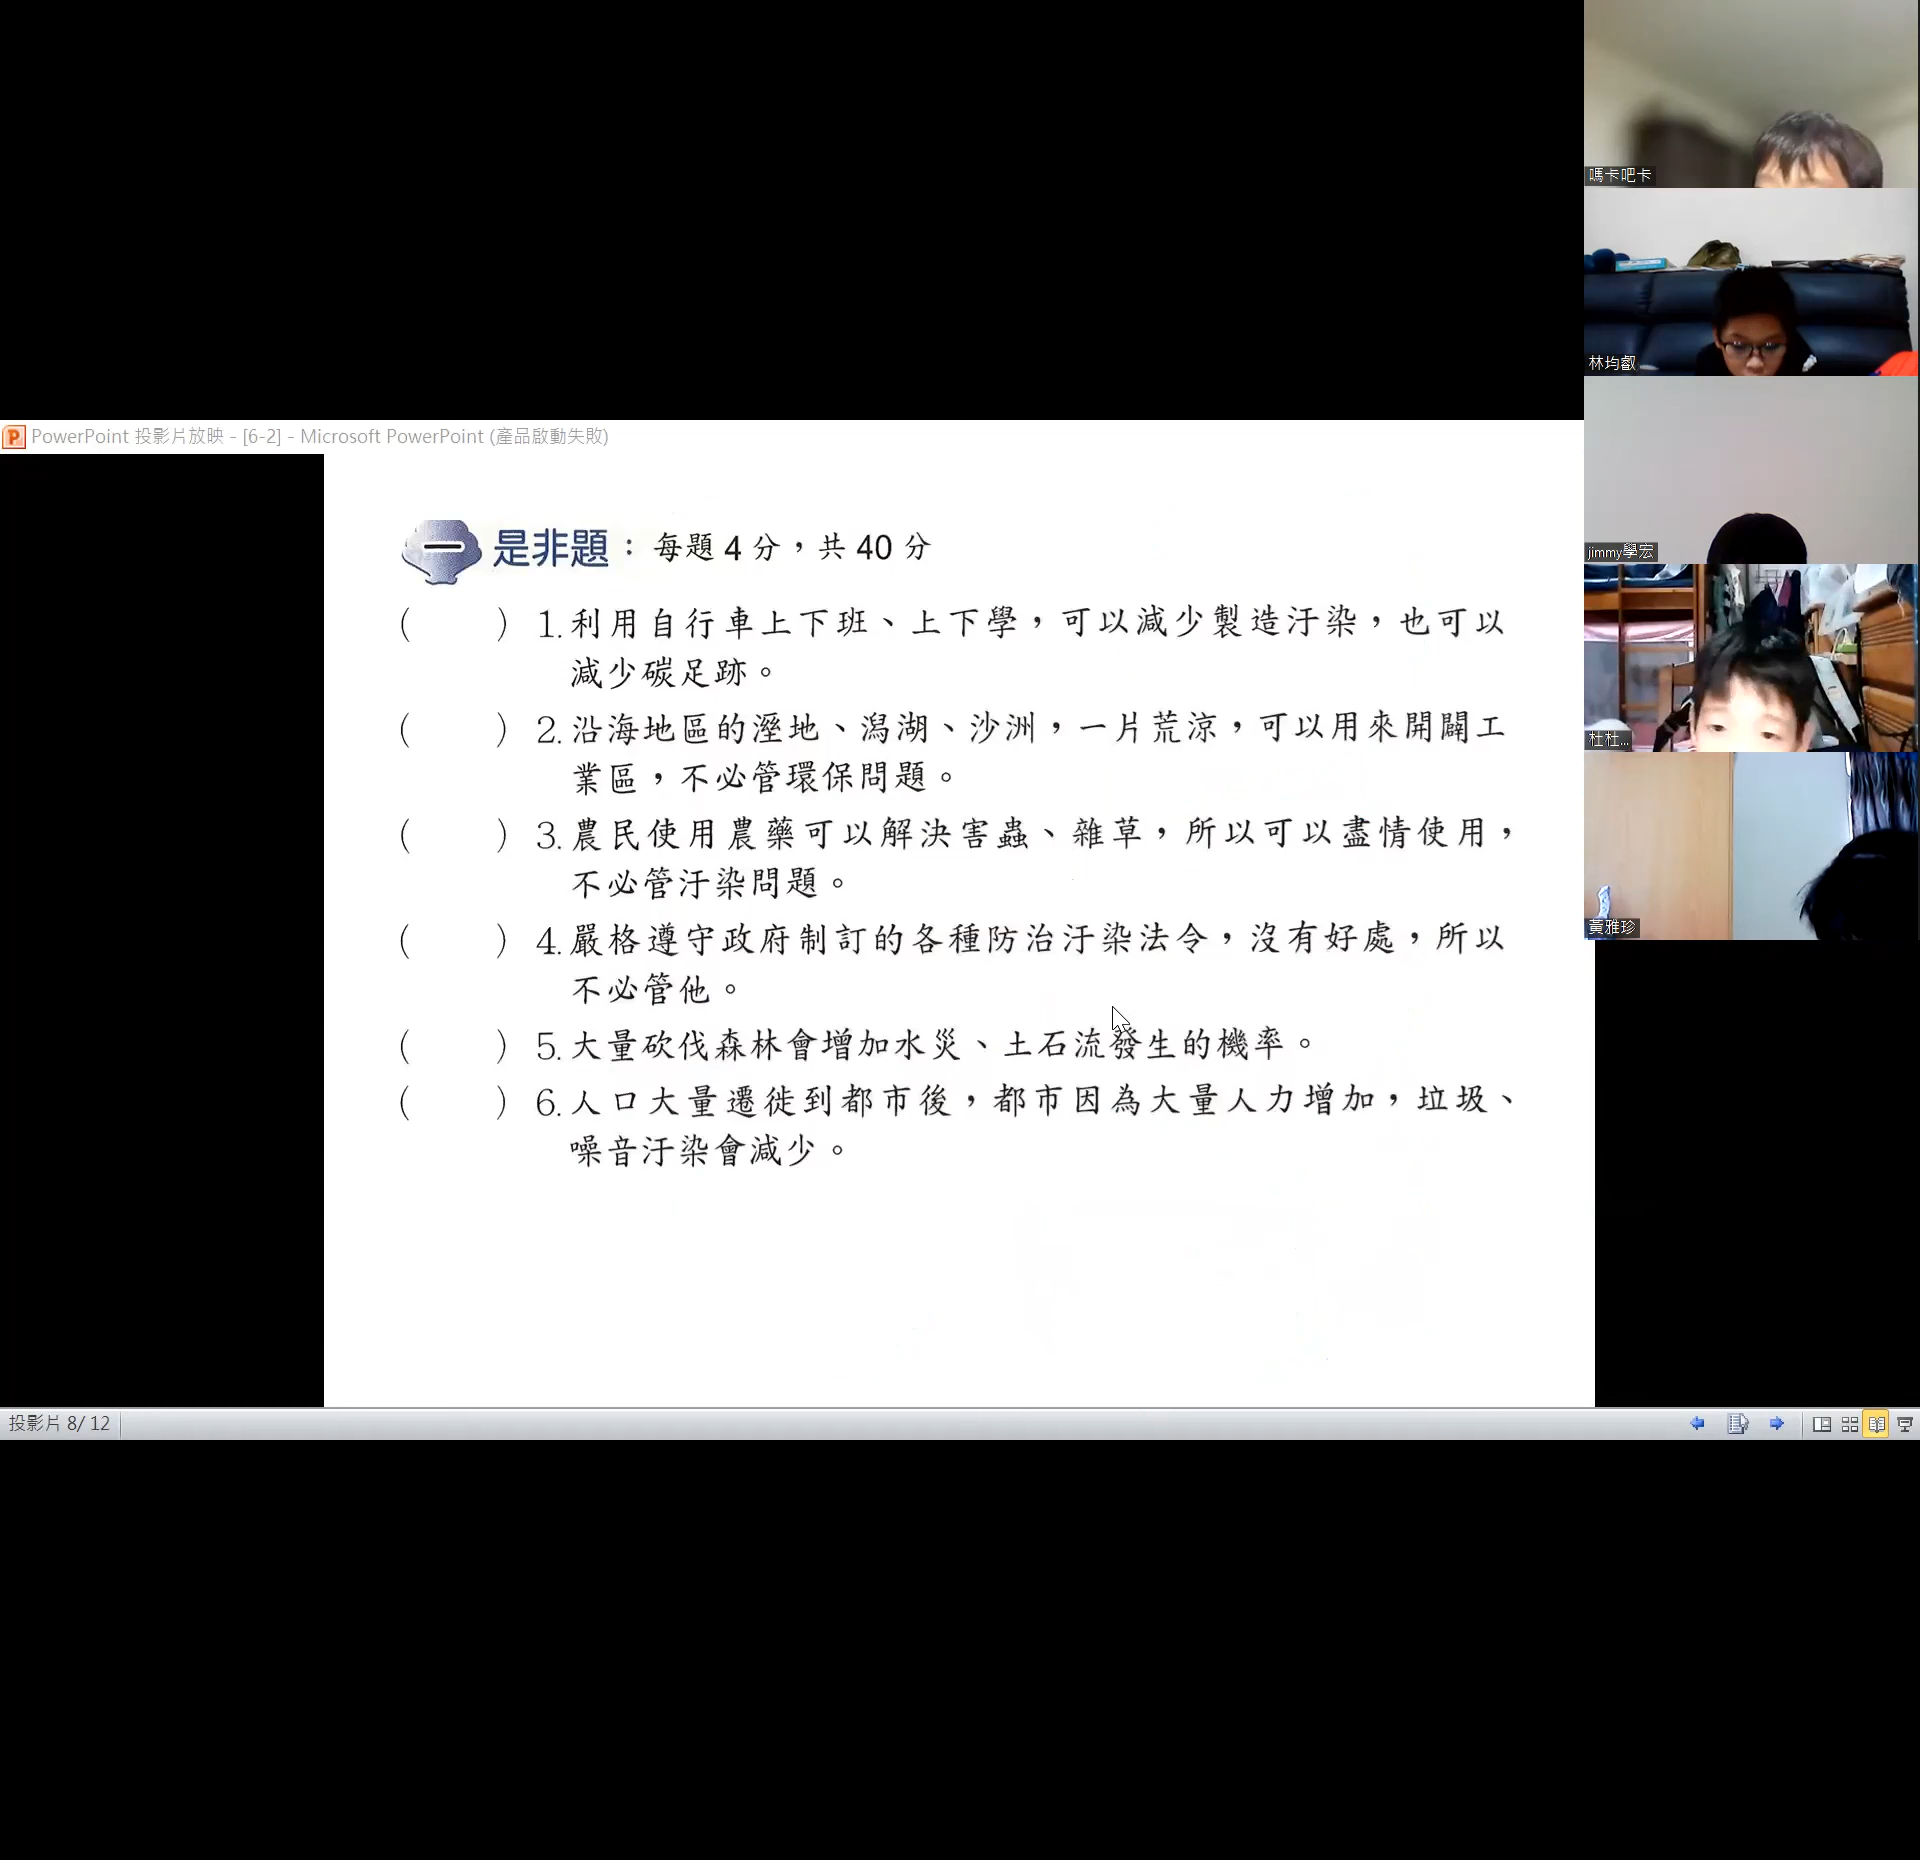 嗎卡吧卡
林均叡
PowerPoint 投影片放映 - [6-2] - Microsoft PowerPoint (產品啟動失敗)
一 是非題：每題 4 分，共 40 分
jimmy學宏
(　　) 1. 利用自行車上下班、上下學，可以減少製造汙染，也可以
減少碳足跡。
(　　) 2. 沿海地區的溼地、潟湖、沙洲，一片荒涼，可以用來開闢工
業區，不必管環保問題。
杜杜...
(　　) 3. 農民使用農藥可以解決害蟲、雜草，所以可以盡情使用，
不必管汙染問題。
(　　) 4. 嚴格遵守政府制訂的各種防治汙染法令，沒有好處，所以
不必管他。
黃雅珍
(　　) 5. 大量砍伐森林會增加水災、土石流發生的機率。
(　　) 6. 人口大量遷徙到都市後，都市因為大量人力增加，垃圾、
噪音汙染會減少。
投影片 8/ 12